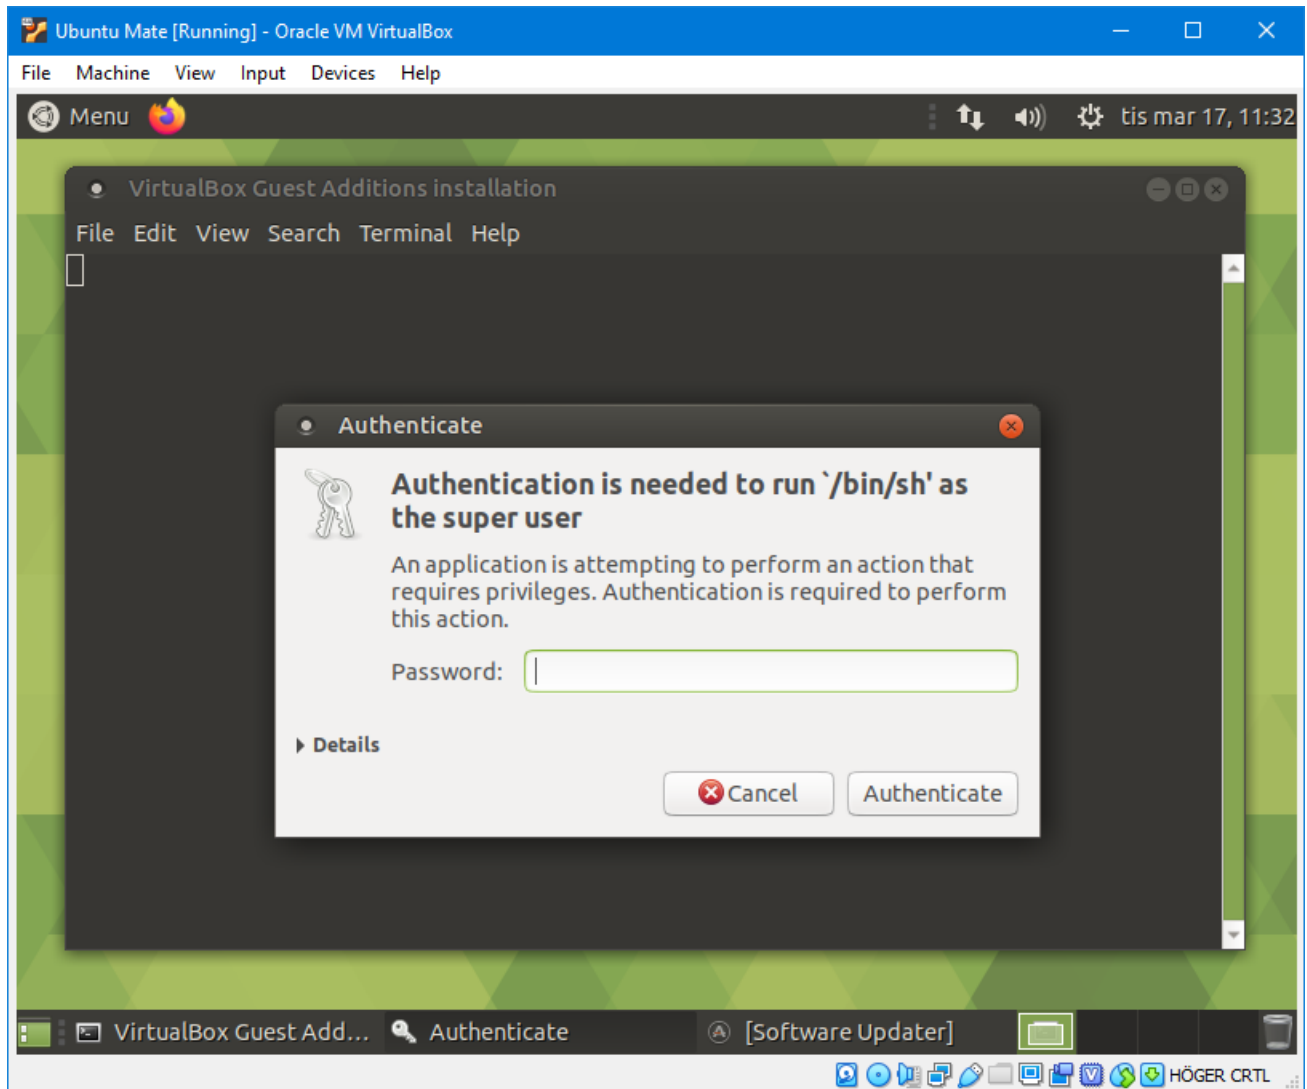 Ubuntu Mate [Running] - Oracle VM VirtualBox
File Machine View Input Devices Help
Menu tis mar 17, 11:32
VirtualBox Guest Additions installation
File Edit View Search Terminal Help
Authenticate
Authentication is needed to run `/bin/sh' as
the super user
An application is attempting to perform an action that
requires privileges. Authentication is required to perform
this action.
Password:
Details
Cancel Authenticate
VirtualBox Guest Add... Authenticate [Software Updater]
HÖGER CRTL